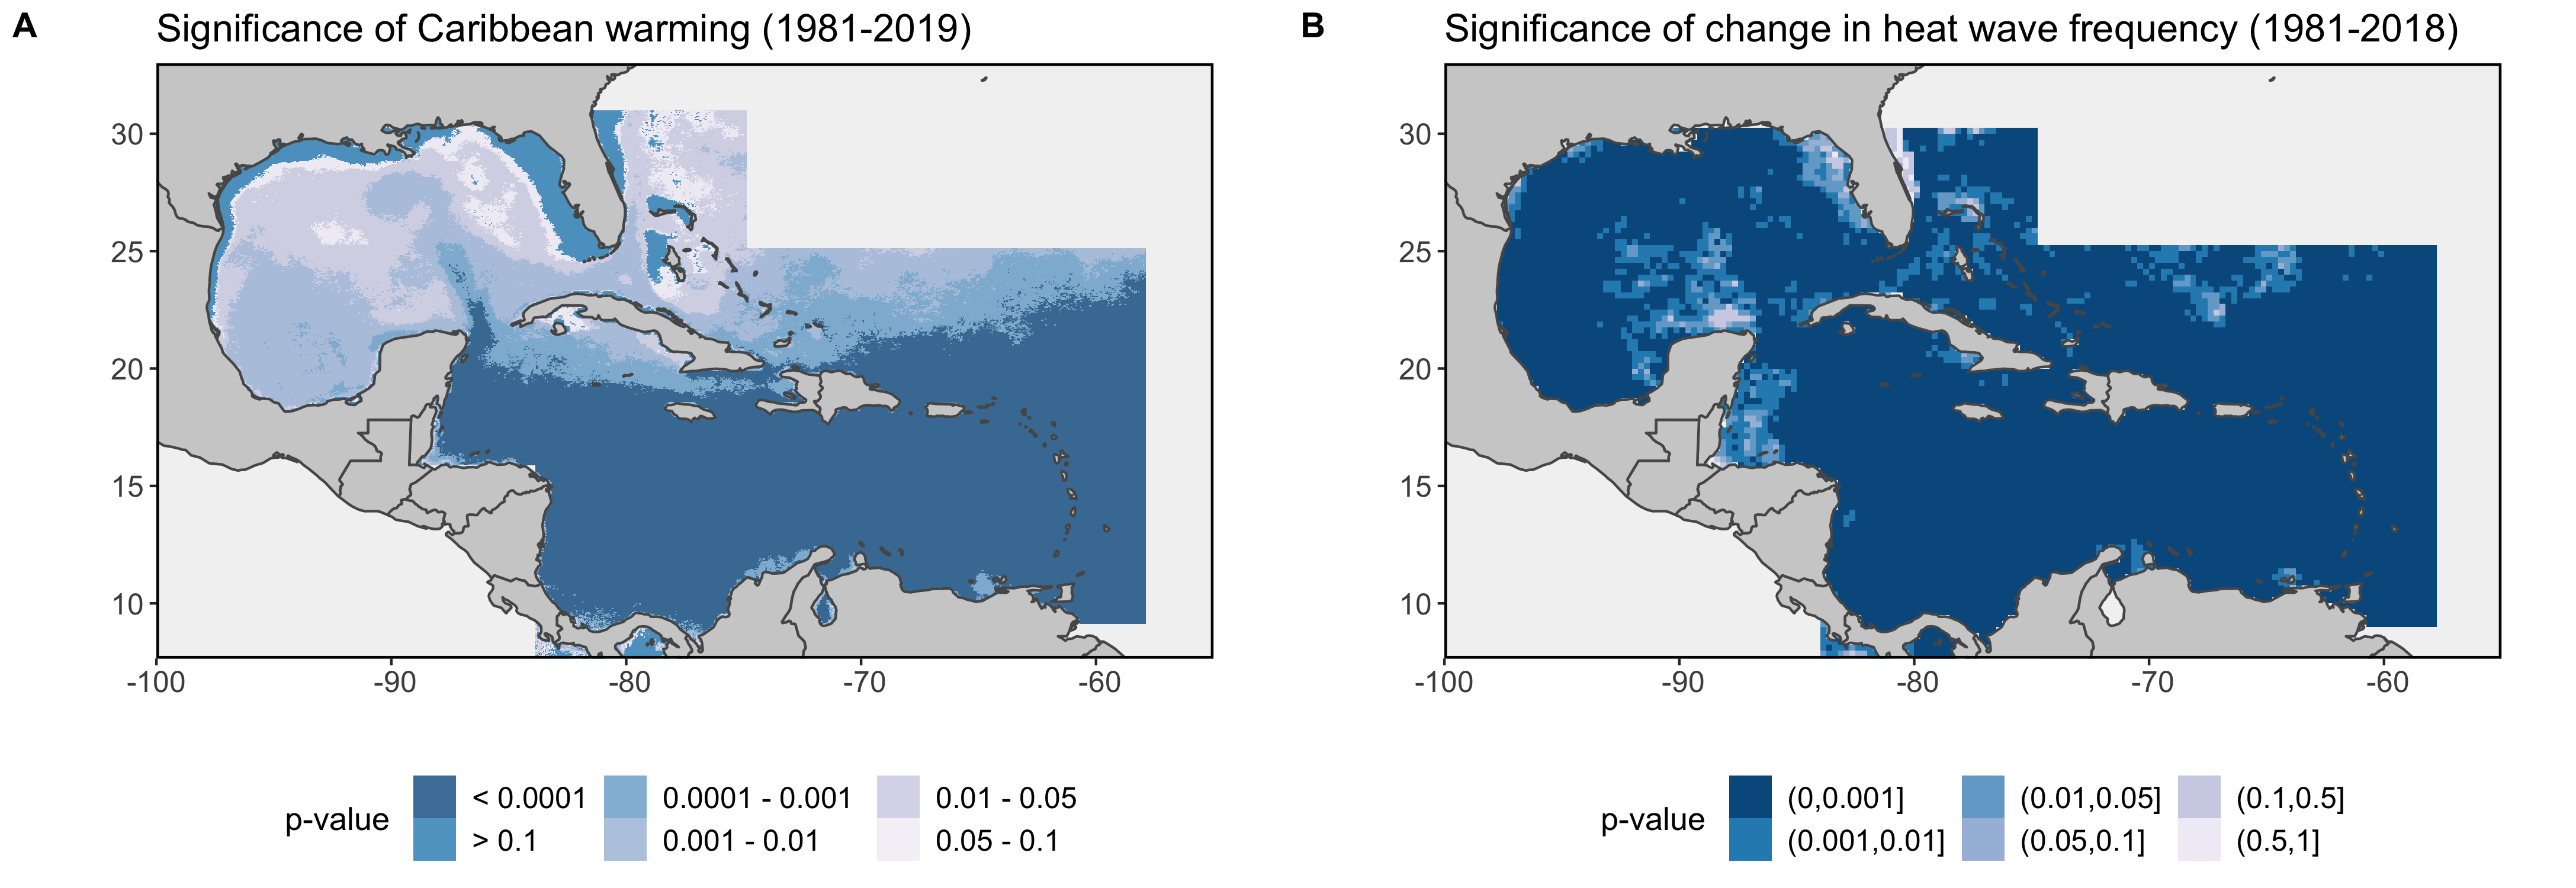 A
Significance of Caribbean warming (1981-2019)
30
25
20
15
10
-100
-90
-80
-70
-60
p-value
< 0.0001
0.0001 - 0.001
0.01 - 0.05
> 0.1
0.001 - 0.01
0.05 - 0.1
B
Significance of change in heat wave frequency (1981-2018)
30
25
20
15
10
-100
-90
-80
-70
-60
p-value
(0,0.001]
(0.01,0.05]
(0.1,0.5]
(0.001,0.01]
(0.05,0.1]
(0.5,1]